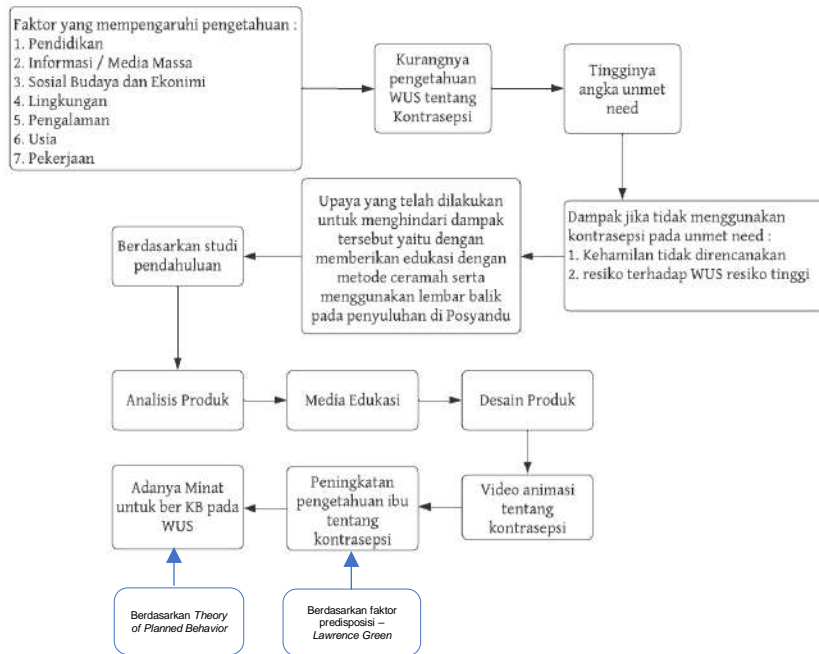 Faktor yang mempengaruhi pengetahuan :
1. Pendidikan
2. Informasi / Media Massa
3. Sosial Budaya dan Ekonimi
4. Lingkungan
5. Pengalaman
6. Usia
7. Pekerjaan
Kurangnya
pengetahuan
WUS tentang
Kontrasepsi
Tingginya
angka unmet
need
Dampak jika tidak menggunakan
kontrasepsi pada unmet need :
1. Kehamilan tidak direncanakan
2. resiko terhadap WUS resiko tinggi
Upaya yang telah dilakukan
untuk menghindari dampak
tersebut yaitu dengan
memberikan edukasi dengan
metode ceramah serta
menggunakan lembar balik
pada penyuluhan di Posyandu
Berdasarkan studi
pendahuluan
Analisis Produk
Media Edukasi
Desain Produk
Video animasi
tentang
kontrasepsi
Peningkatan
pengetahuan ibu
tentang
kontrasepsi
Adanya Minat
untuk ber KB pada
WUS
Berdasarkan Theory
of Planned Behavior
Berdasarkan faktor
predisposisi –
Lawrence Green